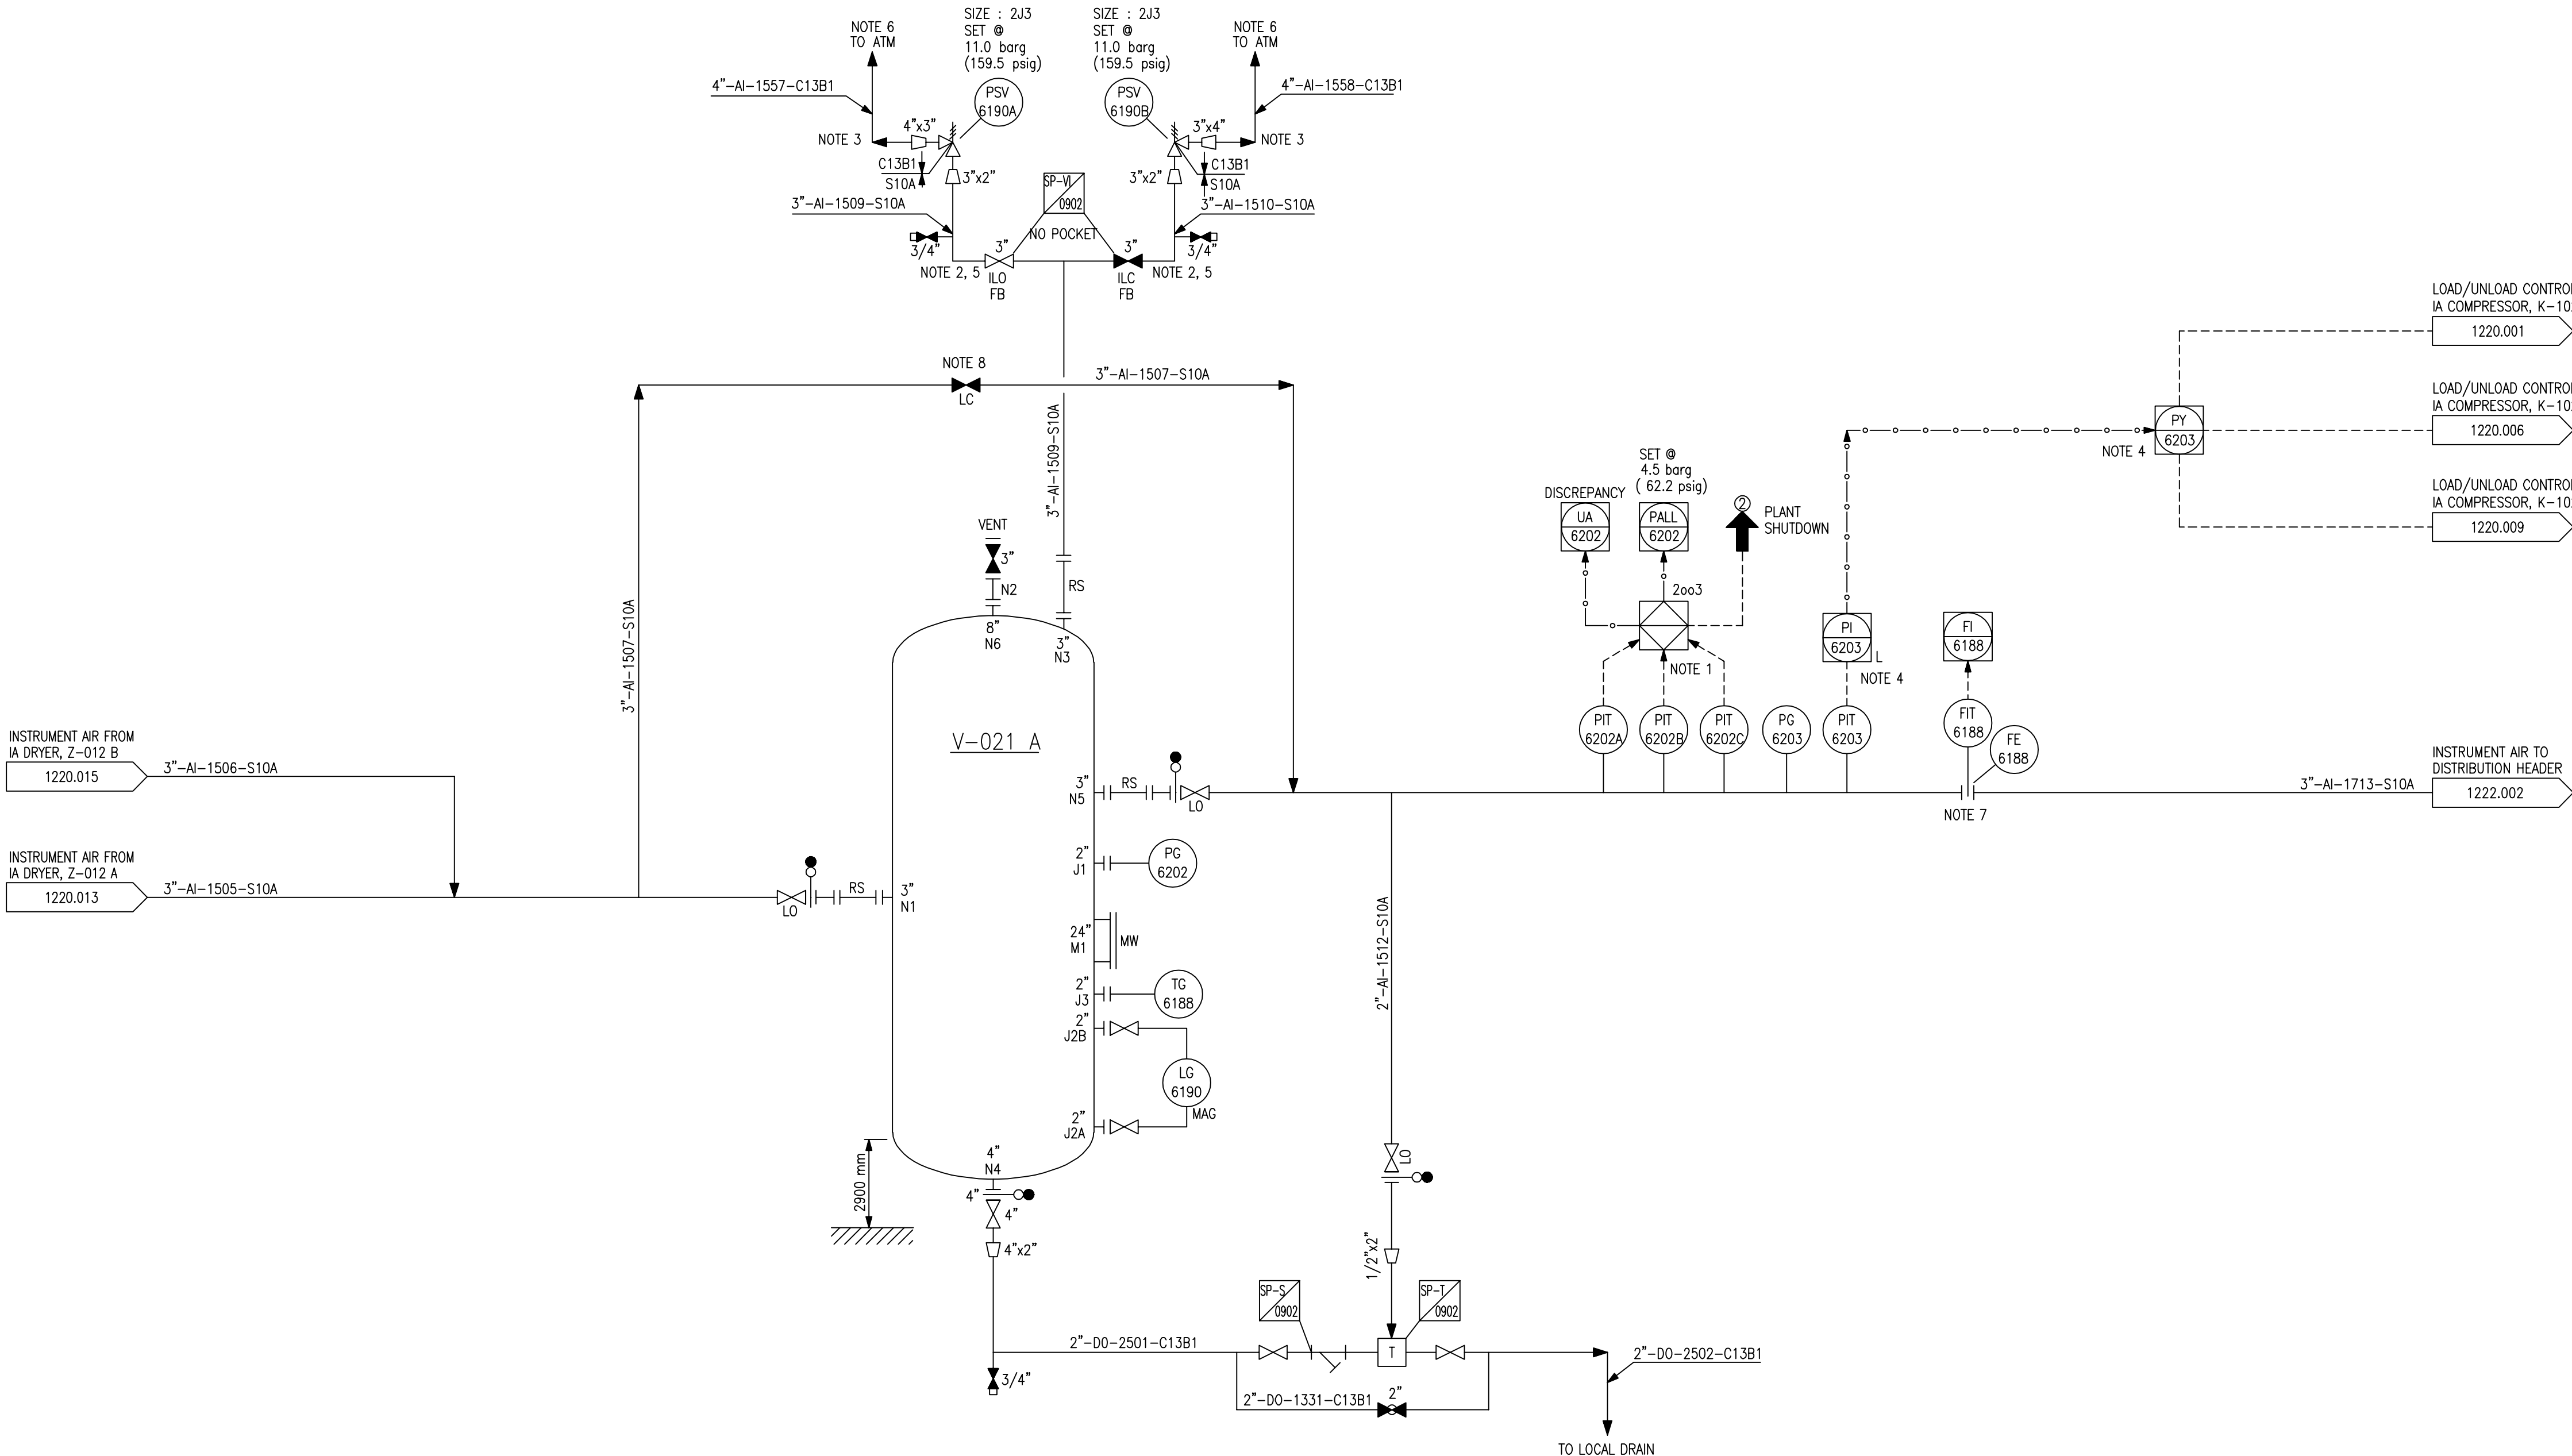 SIZE : 2J3
SET @
11.0 barg
(159.5 psig)
SIZE : 2J3
SET @
11.0 barg
(159.5 psig)
NOTE 6
TO ATM
NOTE 6
TO ATM
4"-AI-1557-C13B1
PSV
6190A
PSV
6190B
4"-AI-1558-C13B1
4"x3"
3"x4"
NOTE 3
NOTE 3
C13B1
S10A
C13B1
S10A
3"x2"
3"x2"
SP-VI
0902
3"-AI-1509-S10A
3"-AI-1510-S10A
NO POCKET
3/4"
3"
3"
3/4"
NOTE 2, 5
NOTE 2, 5
ILO
FB
ILC
FB
NOTE 8
LC
3"-AI-1507-S10A
3"-AI-1509-S10A
3"-AI-1507-S10A
VENT
3"
N2
RS
8"
N6
3"
N3
V-021 A
LOAD/UNLOAD CONTROL
IA COMPRESSOR, K-10
1220.001
LOAD/UNLOAD CONTROL
IA COMPRESSOR, K-10
1220.006
LOAD/UNLOAD CONTROL
IA COMPRESSOR, K-10
1220.009
PY
6203
NOTE 4
SET @
4.5 barg
( 62.2 psig)
DISCREPANCY
UA
6202
PALL
6202
2
PLANT
SHUTDOWN
2oo3
NOTE 1
PI
6203
L
NOTE 4
FI
6188
PIT
6202A
PIT
6202B
PIT
6202C
PG
6203
PIT
6203
FIT
6188
FE
6188
NOTE 7
INSTRUMENT AIR TO
DISTRIBUTION HEADER
1222.002
3"-AI-1713-S10A
INSTRUMENT AIR FROM
IA DRYER, Z-012 B
1220.015
3"-AI-1506-S10A
INSTRUMENT AIR FROM
IA DRYER, Z-012 A
1220.013
3"-AI-1505-S10A
LO
RS
3"
N1
3"
N5
RS
LO
2"
J1
PG
6202
24"
M1
MW
2"
J3
TG
6188
2"
J2B
LG
6190
MAG
2"
J2A
2"-AI-1512-S10A
LO
1/2"x2"
2900 mm
4"
N4
4"
4"
4"x2"
3/4"
SP-S
0902
SP-T
0902
2"-DO-2501-C13B1
T
2"-DO-2502-C13B1
2"-DO-1331-C13B1
2"
TO LOCAL DRAIN